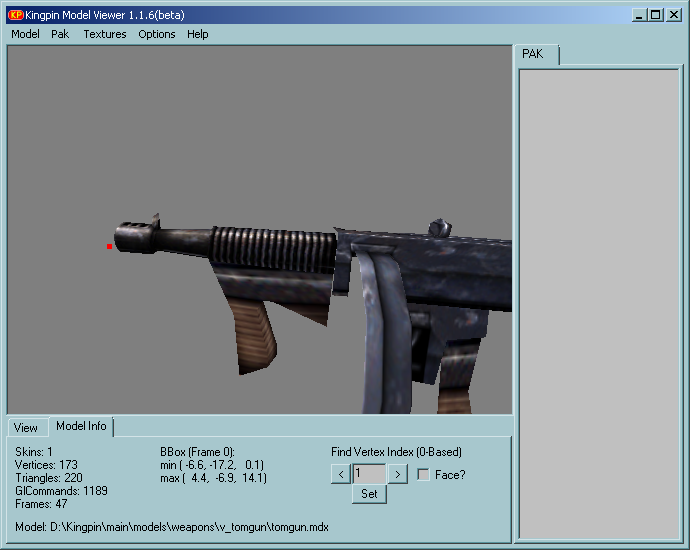 KP Kingpin Model Viewer 1.1.6(beta)
Model Pak Textures Options Help
PAK
View Model Info
Skins: 1
Vertices: 173
Triangles: 220
GlCommands: 1189
Frames: 47
BBox (Frame 0):
min ( -6.6, -17.2, 0.1)
max ( 4.4, -6.9, 14.1)
Find Vertex Index (0-Based)
< 1 > Face?
Set
Model: D:\Kingpin\main\models\weapons\v_tomgun\tomgun.mdx